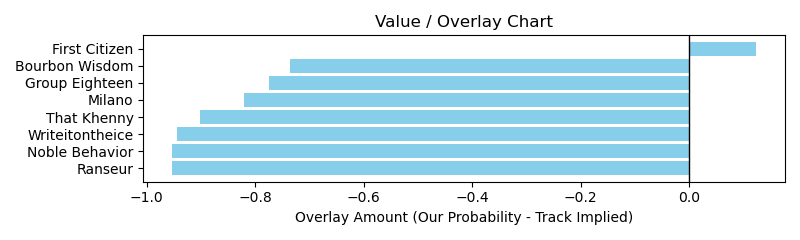 Value / Overlay Chart
First Citizen
Bourbon Wisdom
Group Eighteen
Milano
That Khenny
Writeitontheice
Noble Behavior
Ranseur
−1.0 −0.8 −0.6 −0.4 −0.2 0.0
Overlay Amount (Our Probability - Track Implied)